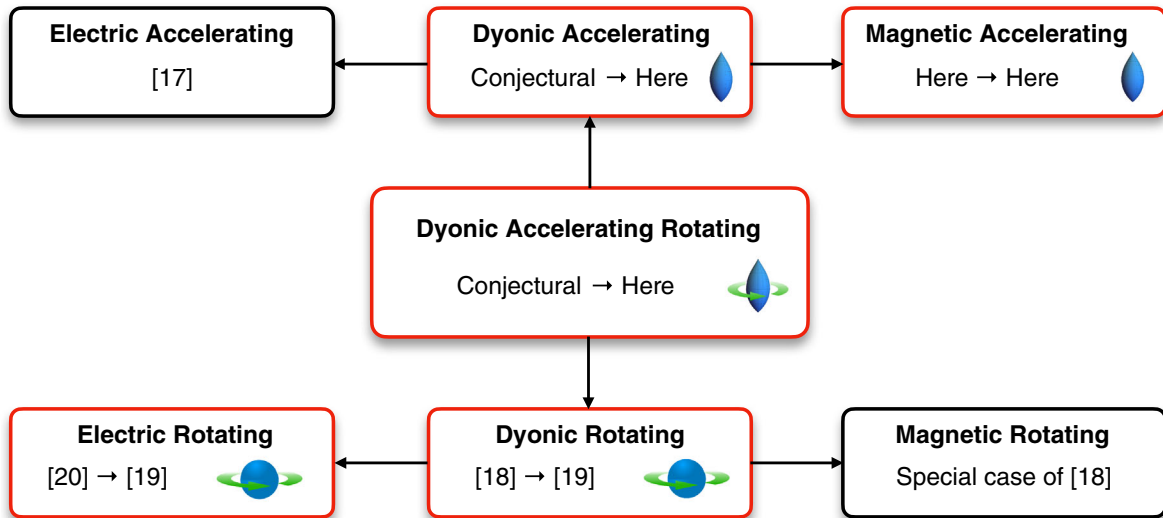 Electric Accelerating
[17]
Dyonic Accelerating
Conjectural → Here
Magnetic Accelerating
Here → Here
Dyonic Accelerating Rotating
Conjectural → Here
Electric Rotating
[20] → [19]
Dyonic Rotating
[18] → [19]
Magnetic Rotating
Special case of [18]